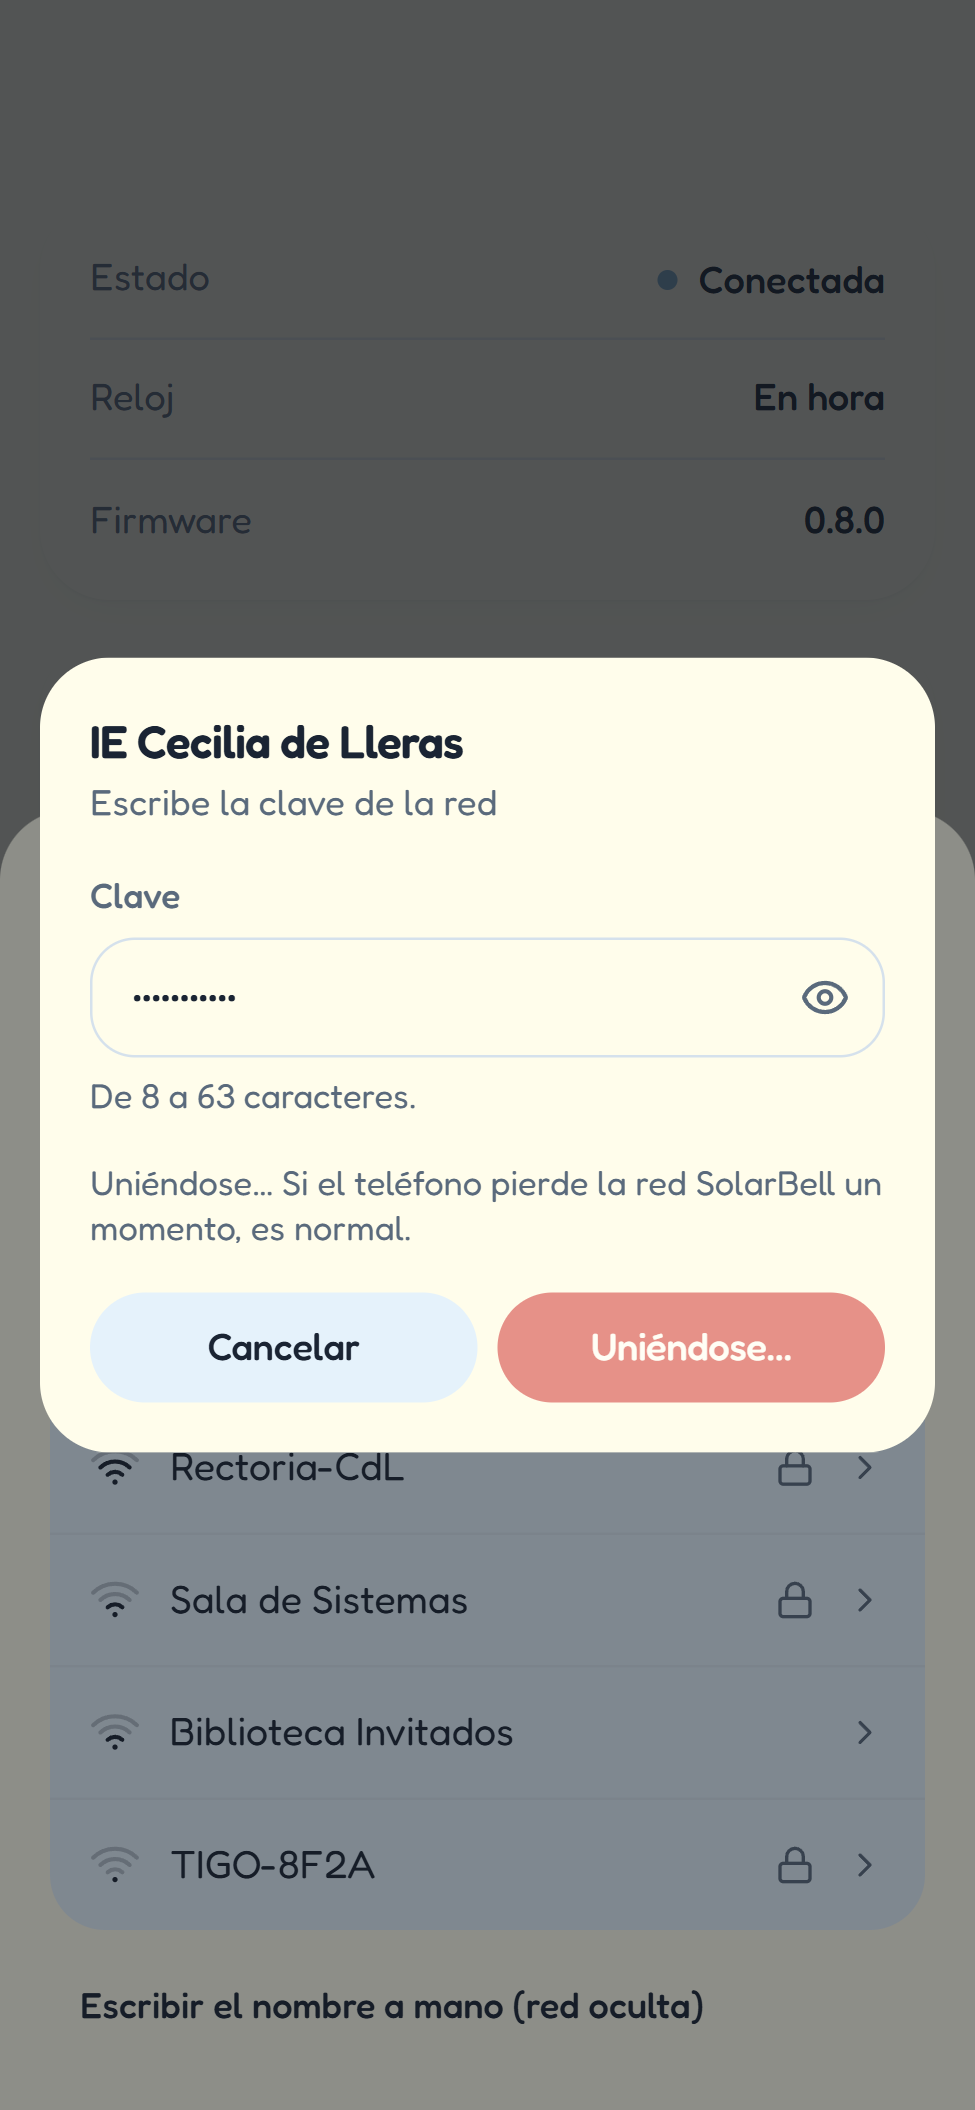 Estado
Conectada
Reloj
En hora
Firmware
0.8.0
IE Cecilia de Lleras
Escribe la clave de la red
Clave
•••••••••••
De 8 a 63 caracteres.
Uniéndose... Si el teléfono pierde la red SolarBell un
momento, es normal.
Cancelar
Uniéndose...
Rectoria-CdL
Sala de Sistemas
Biblioteca Invitados
TIGO-8F2A
Escribir el nombre a mano (red oculta)